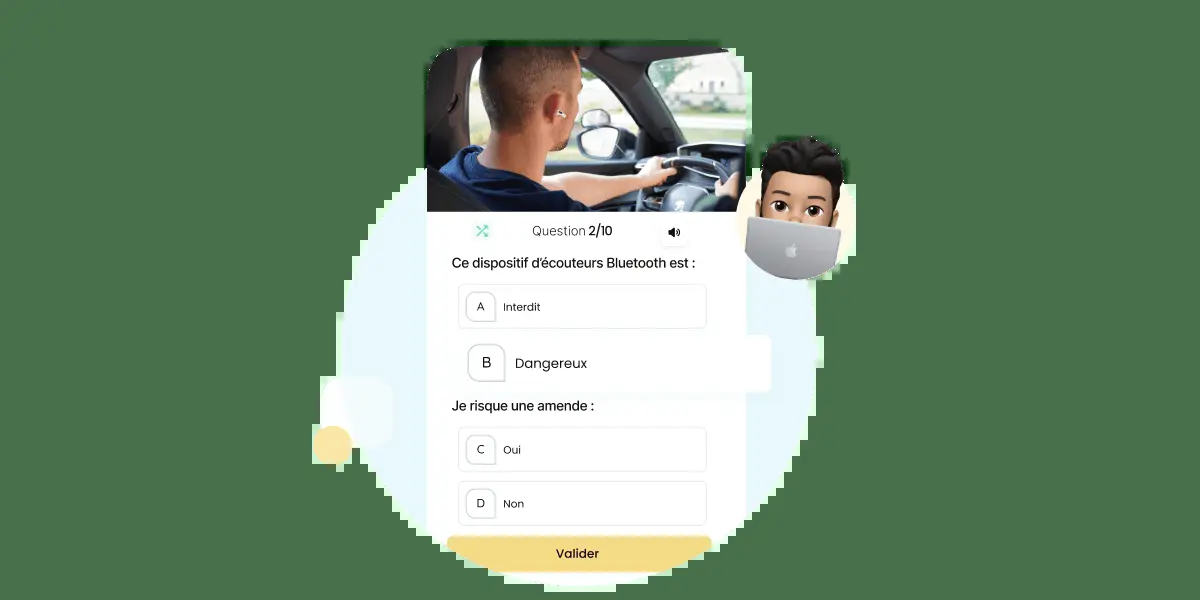 Question 2/10
Ce dispositif d'écouteurs Bluetooth est :
A Interdit
B Dangereux
Je risque une amende :
C Oui
D Non
Valider